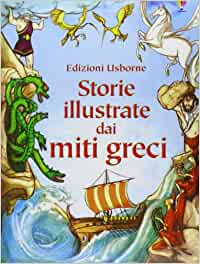 Edizioni Usborne
Storie
illustrate
dai
miti greci